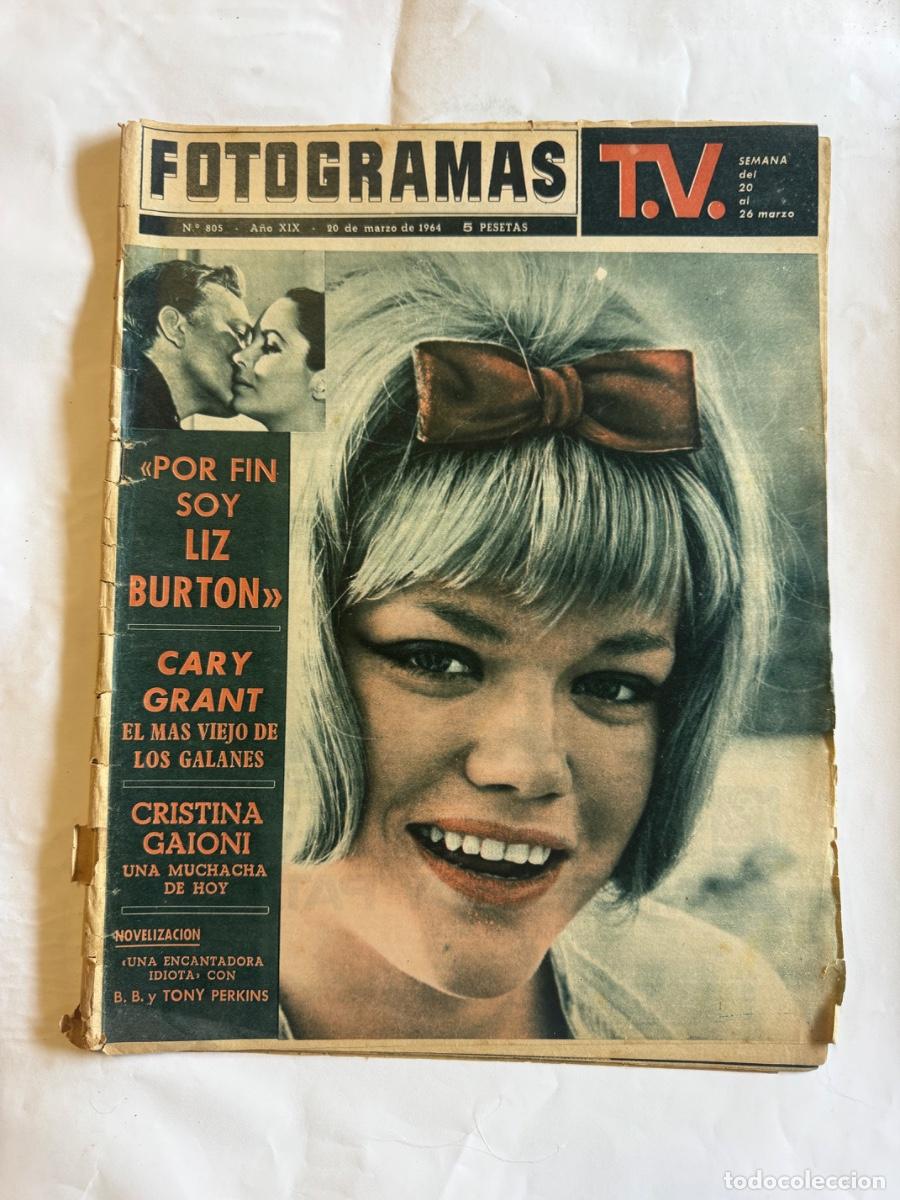 FOTOGRAMAS
T.V.
SEMANA
del
20
al
26 marzo
N.º 805 - Año XIX - 20 de marzo de 1964 5 PESETAS
«POR FIN
SOY
LIZ
BURTON»
CARY
GRANT
EL MAS VIEJO DE
LOS GALANES
CRISTINA
GAIONI
UNA MUCHACHA
DE HOY
NOVELIZACION
«UNA ENCANTADORA
IDIOTA» CON
B. B. y TONY PERKINS
todocoleccion